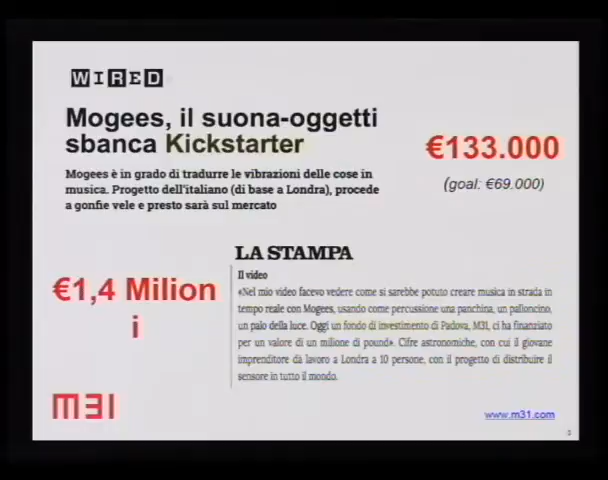 WIRED
Mogees, il suona-oggetti
sbanca Kickstarter
Mogees è in grado di tradurre le vibrazioni delle cose in
musica. Progetto dell'italiano (di base a Londra), procede
a gonfie vele e presto sarà sul mercato
€133.000
(goal: €69.000)
LA STAMPA
Il video
«Nel mio video facevo vedere come si sarebbe potuto creare musica in strada in
tempo reale con Mogees, usando come percussione una panchina, un palloncino,
un palo della luce. Oggi un fondo di investimento di Padova, M31, ci ha finanziato
per un valore di un milione di pound». Cifre astronomiche, con cui il giovane
imprenditore dà lavoro a Londra a 10 persone, con il progetto di distribuire il
sensore in tutto il mondo.
€1,4 Milion
i
m31
www.m31.com